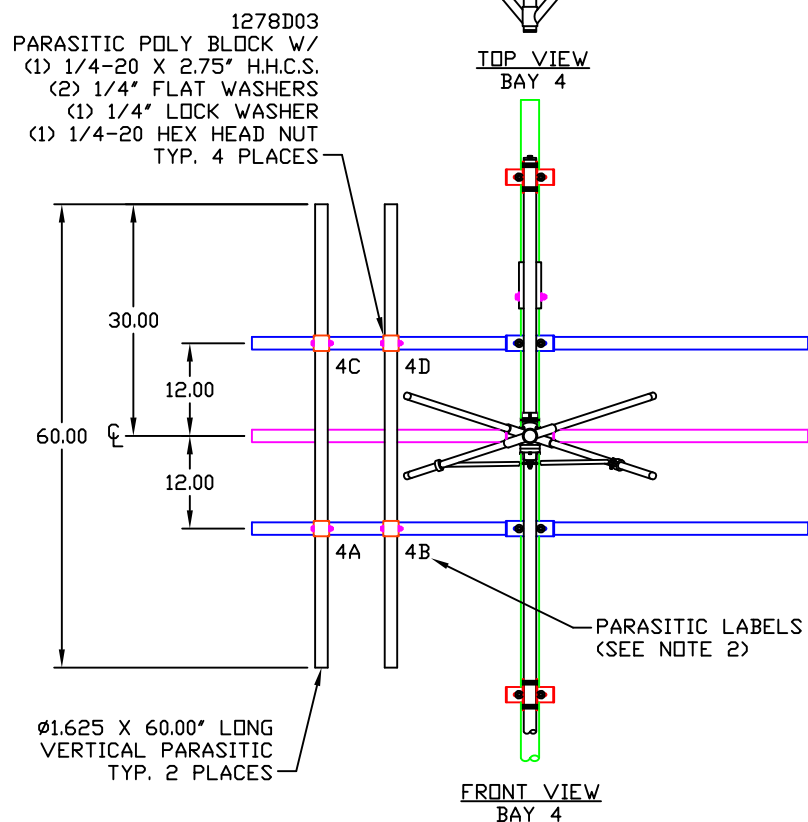 1278D03
PARASITIC POLY BLOCK W/
(1) 1/4-20 X 2.75" H.H.C.S.
(2) 1/4" FLAT WASHERS
(1) 1/4" LOCK WASHER
(1) 1/4-20 HEX HEAD NUT
TYP. 4 PLACES
TOP VIEW
BAY 4
30.00
4C
4D
12.00
60.00
℄
12.00
4A
4B
PARASITIC LABELS
(SEE NOTE 2)
Ø1.625 X 60.00" LONG
VERTICAL PARASITIC
TYP. 2 PLACES
FRONT VIEW
BAY 4